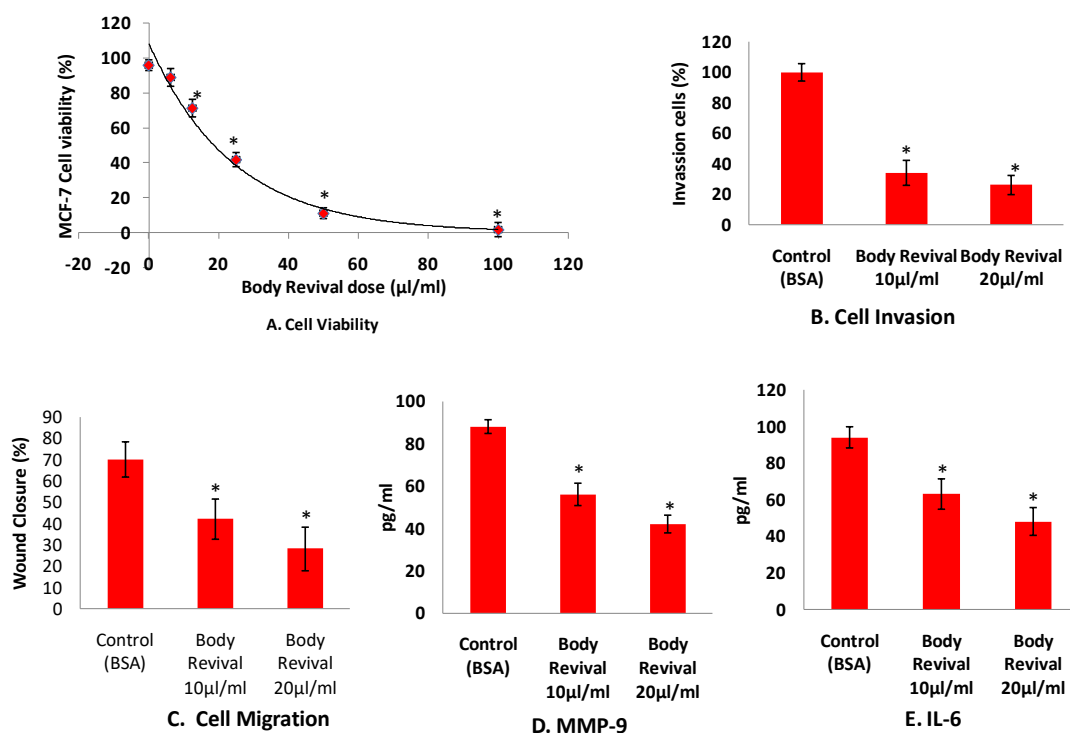 MCF-7 Cell viability (%)
120
100
80
60
40
20
0
-20
-20 0 20 40 60 80 100 120
* * * *
Body Revival dose (µl/ml)
A. Cell Viability
Invassion cells (%)
120
100
80
60
40
20
0
* *
Control (BSA)
Body Revival 10µl/ml
Body Revival 20µl/ml
B. Cell Invasion
Wound Closure (%)
90
80
70
60
50
40
30
20
10
0
* *
Control (BSA)
Body Revival 10µl/ml
Body Revival 20µl/ml
C. Cell Migration
pg/ml
100
80
60
40
20
0
* *
Control (BSA)
Body Revival 10µl/ml
Body Revival 20µl/ml
D. MMP-9
pg/ml
120
100
80
60
40
20
0
* *
Control (BSA)
Body Revival 10µl/ml
Body Revival 20µl/ml
E. IL-6